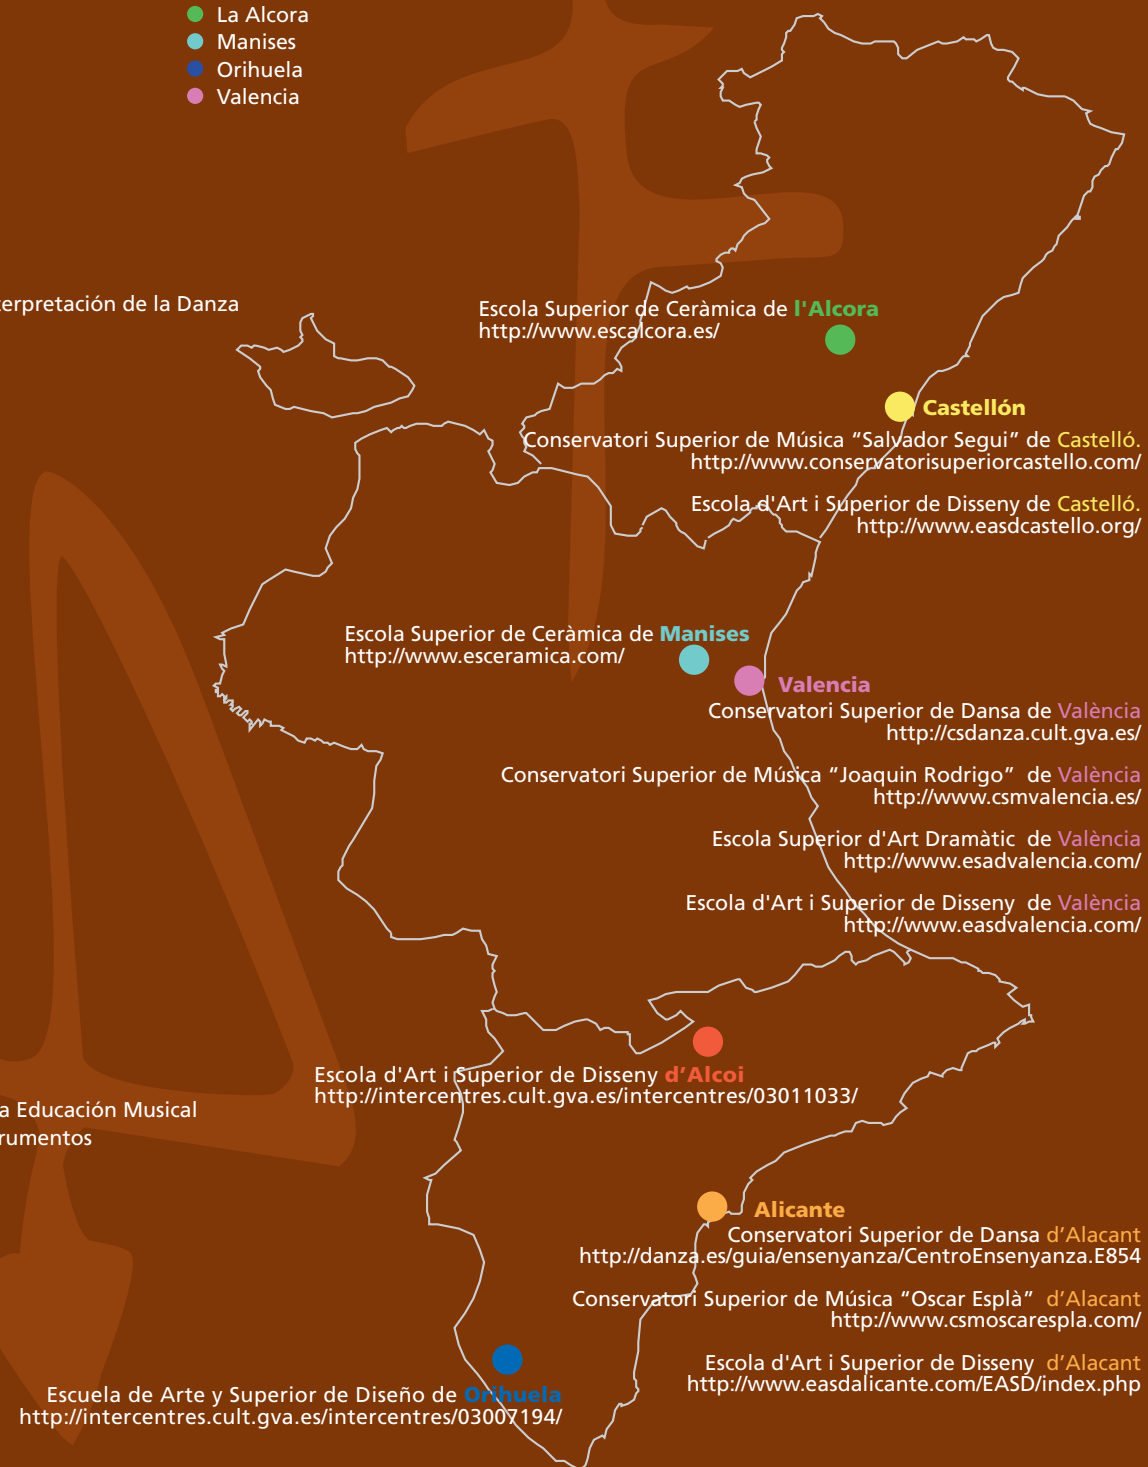 La Alcora
Manises
Orihuela
Valencia
terpretación de la Danza
Escola Superior de Ceràmica de l'Alcora
http://www.escalcora.es/
Castellón
Conservatori Superior de Música “Salvador Segui” de Castelló.
http://www.conservatorisuperiorcastello.com/
Escola d'Art i Superior de Disseny de Castelló.
http://www.easdcastello.org/
Escola Superior de Ceràmica de Manises
http://www.esceramica.com/
Valencia
Conservatori Superior de Dansa de València
http://csdanza.cult.gva.es/
Conservatori Superior de Música “Joaquin Rodrigo” de València
http://www.csmvalencia.es/
Escola Superior d'Art Dramàtic de València
http://www.esadvalencia.com/
Escola d'Art i Superior de Disseny de València
http://www.easdvalencia.com/
Escola d'Art i Superior de Disseny d’Alcoi
http://intercentres.cult.gva.es/intercentres/03011033/
a Educación Musical
rumentos
Alicante
Conservatori Superior de Dansa d’Alacant
http://danza.es/guia/ensenyanza/CentroEnsenyanza.E854
Conservatori Superior de Música “Oscar Esplà” d’Alacant
http://www.csmoscarespla.com/
Escola d'Art i Superior de Disseny d’Alacant
http://www.easdalicante.com/EASD/index.php
Escuela de Arte y Superior de Diseño de Orihuela
http://intercentres.cult.gva.es/intercentres/03007194/